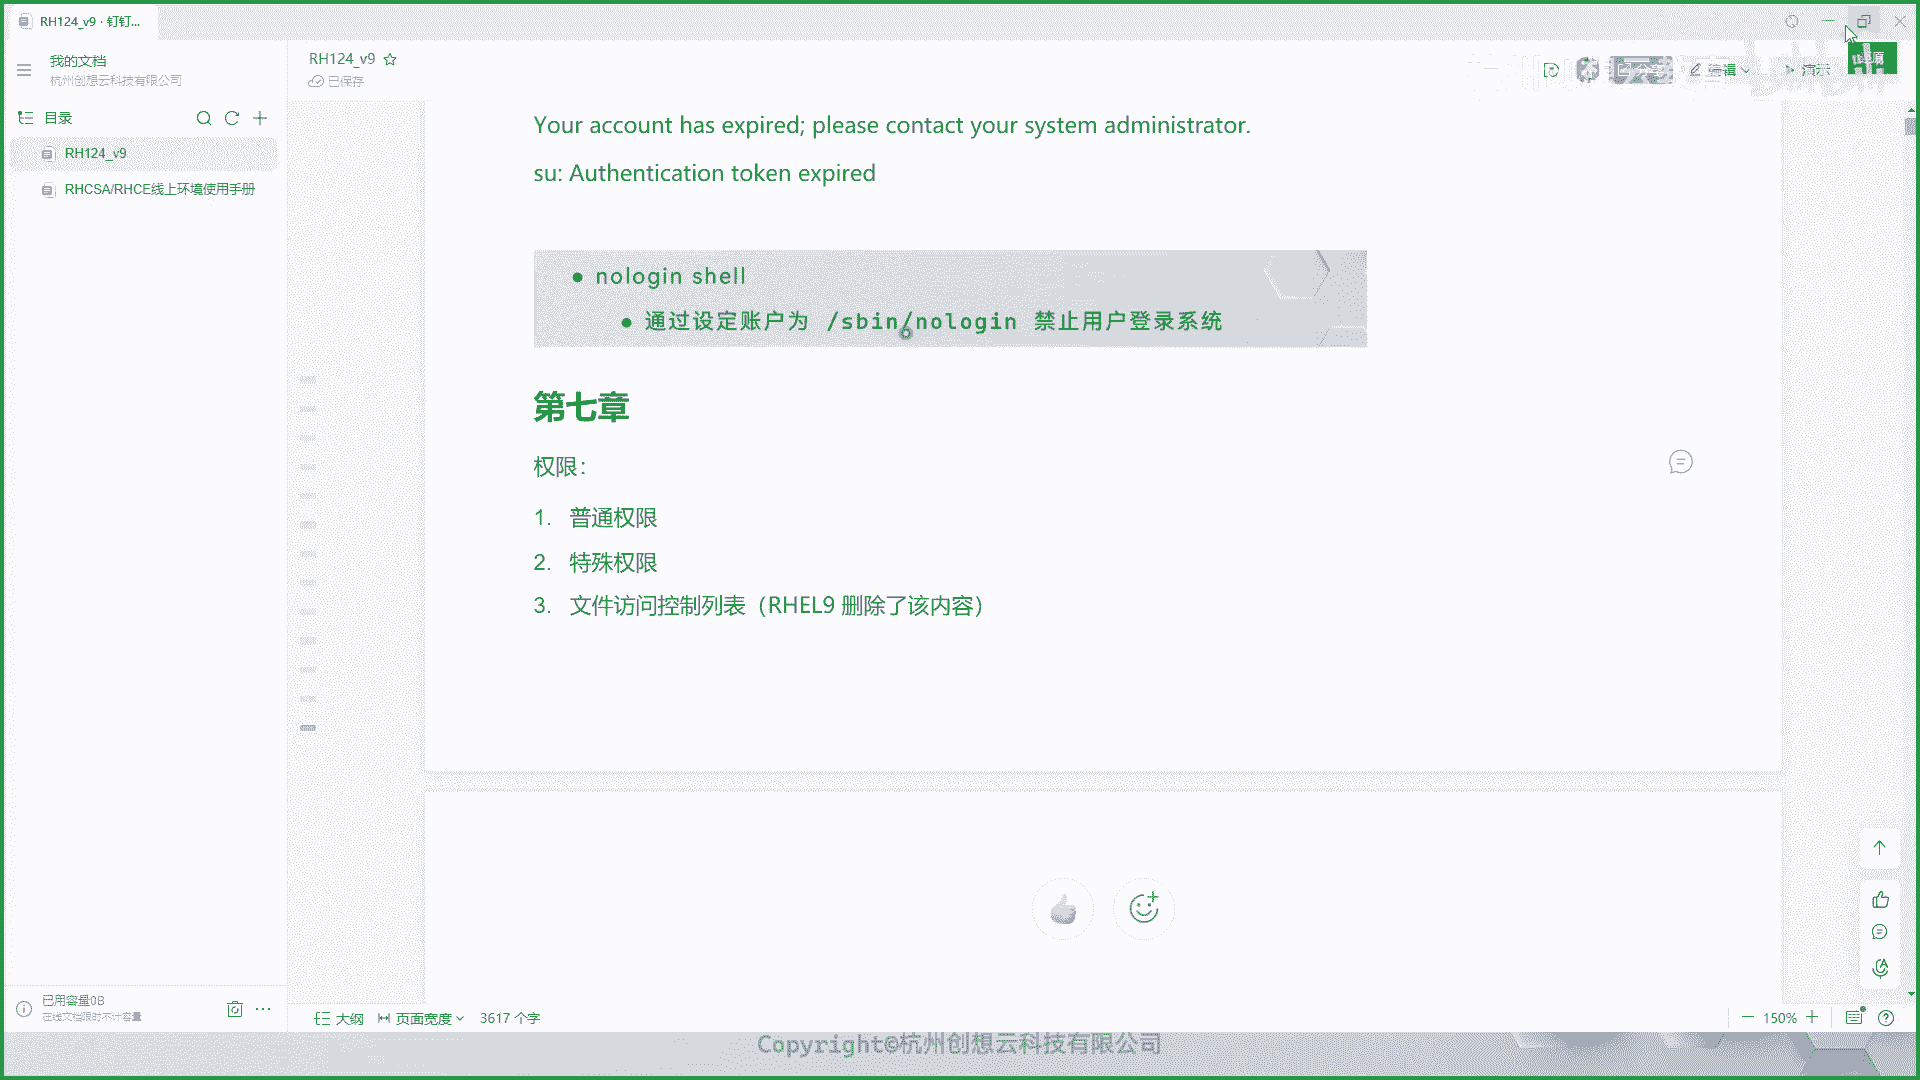 RH124_v9 · 钉钉...
我的文档
杭州创想云科技有限公司
目录
RH124_v9
RHCSA/RHCE线上环境使用手册
RH124_v9
已保存
分享
编辑
演示
Your account has expired; please contact your system administrator.
su: Authentication token expired
● nologin shell
● 通过设定账户为 /sbin/nologin 禁止用户登录系统
第七章
权限：
1. 普通权限
2. 特殊权限
3. 文件访问控制列表（RHEL9 删除了该内容）
已用容量0B
在线文档限时不计容量
大纲
页面宽度
3617 个字
150%
Copyright©杭州创想云科技有限公司